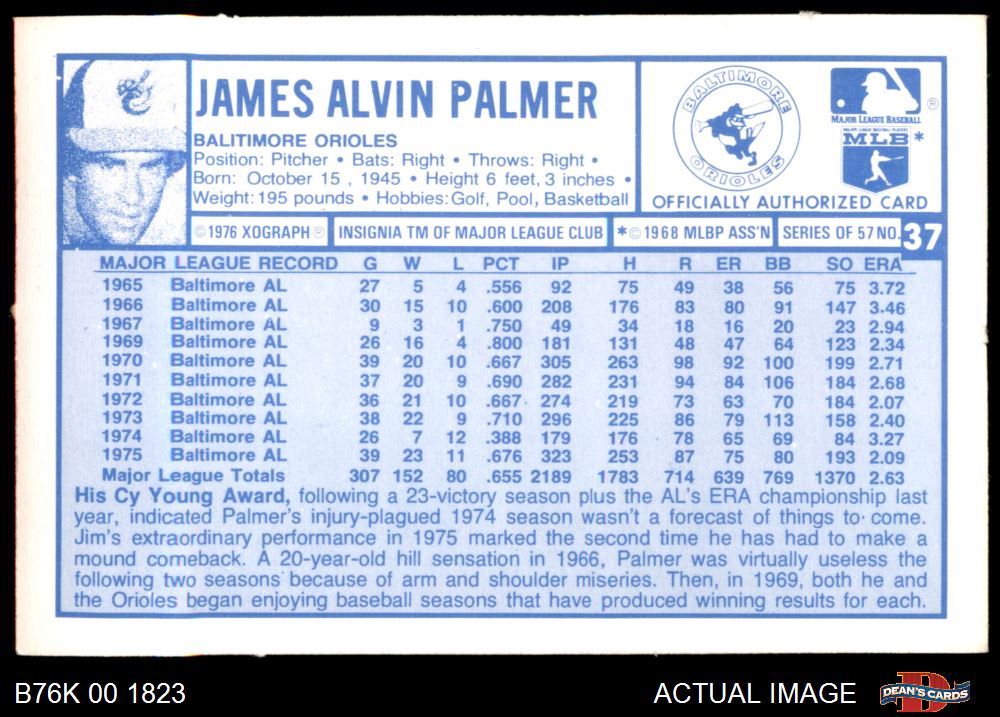 JAMES ALVIN PALMER
BALITIMORE ORIOLES
Position: Pitcher • Bats: Right • Throws: Right •
Born: October 15 , 1945 • Height 6 feet, 3 inches •
Weight: 195 pounds • Hobbies: Golf, Pool, Basketball
BALTIMORE
ORIOLES
MAJOR LEAGUE BASEBALL
®
MAJOR LEAGUE BASEBALL PLAYERS
MLB *
OFFICIALLY AUTHORIZED CARD
©1976 XOGRAPH® INSIGNIA TM OF MAJOR LEAGUE CLUB *©1968 MLBP ASS'N SERIES OF 57 NO. 37
MAJOR LEAGUE RECORD G W L PCT IP H R ER BB SO ERA
1965 Baltimore AL 27 5 4 .556 92 75 49 38 56 75 3.72
1966 Baltimore AL 30 15 10 .600 208 176 83 80 91 147 3.46
1967 Baltimore AL 9 3 1 .750 49 34 18 16 20 23 2.94
1969 Baltimore AL 26 16 4 .800 181 131 48 47 64 123 2.34
1970 Baltimore AL 39 20 10 .667 305 263 98 92 100 199 2.71
1971 Baltimore AL 37 20 9 .690 282 231 94 84 106 184 2.68
1972 Baltimore AL 36 21 10 .667 274 219 73 63 70 184 2.07
1973 Baltimore AL 38 22 9 .710 296 225 86 79 113 158 2.40
1974 Baltimore AL 26 7 12 .388 179 176 78 65 69 84 3.27
1975 Baltimore AL 39 23 11 .676 323 253 87 75 80 193 2.09
Major League Totals 307 152 80 .655 2189 1783 714 639 769 1370 2.63
His Cy Young Award, following a 23-victory season plus the AL's ERA championship last
year, indicated Palmer's injury-plagued 1974 season wasn't a forecast of things to come.
Jim's extraordinary performance in 1975 marked the second time he has had to make a
mound comeback. A 20-year-old hill sensation in 1966, Palmer was virtually useless the
following two seasons because of arm and shoulder miseries. Then, in 1969, both he and
the Orioles began enjoying baseball seasons that have produced winning results for each.
B76K 00 1823
ACTUAL IMAGE
DEAN'S CARDS